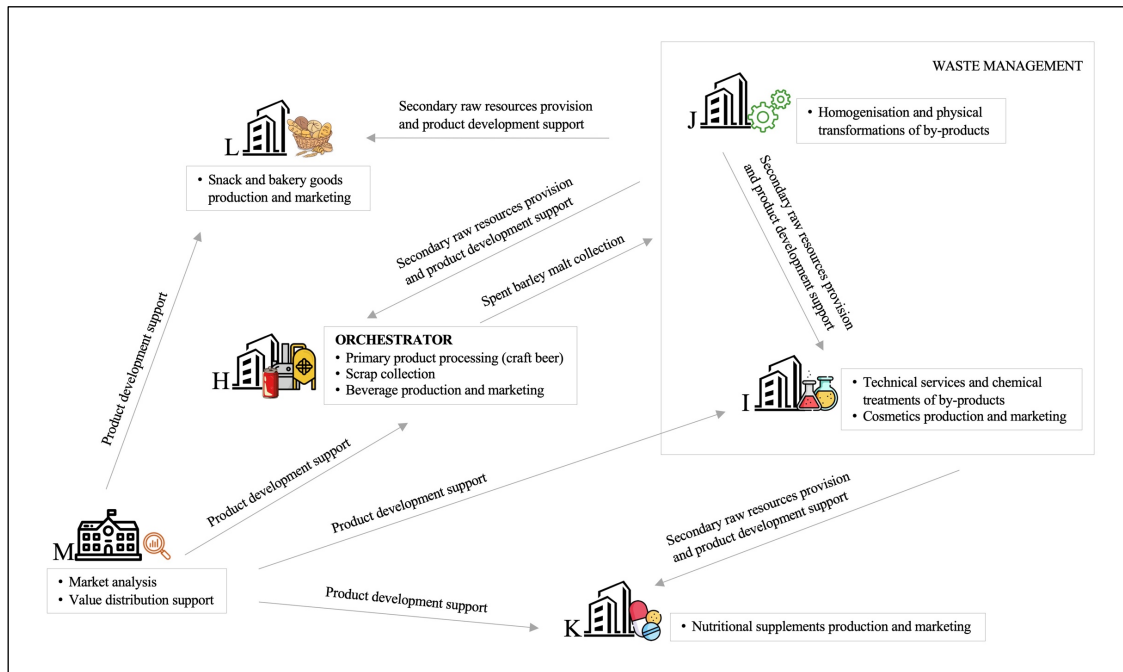 WASTE MANAGEMENT
J
• Homogenisation and physical
transformations of by-products
Secondary raw resources provision
and product development support
L
• Snack and bakery goods
production and marketing
Secondary raw resources provision
and product development support
Spent barley malt collection
Secondary raw resources provision
and product development support
Product development support
H
ORCHESTRATOR
• Primary product processing (craft beer)
• Scrap collection
• Beverage production and marketing
I
• Technical services and chemical
treatments of by-products
• Cosmetics production and marketing
Product development support
Product development support
Secondary raw resources provision
and product development support
M
• Market analysis
• Value distribution support
Product development support
K
• Nutritional supplements production and marketing